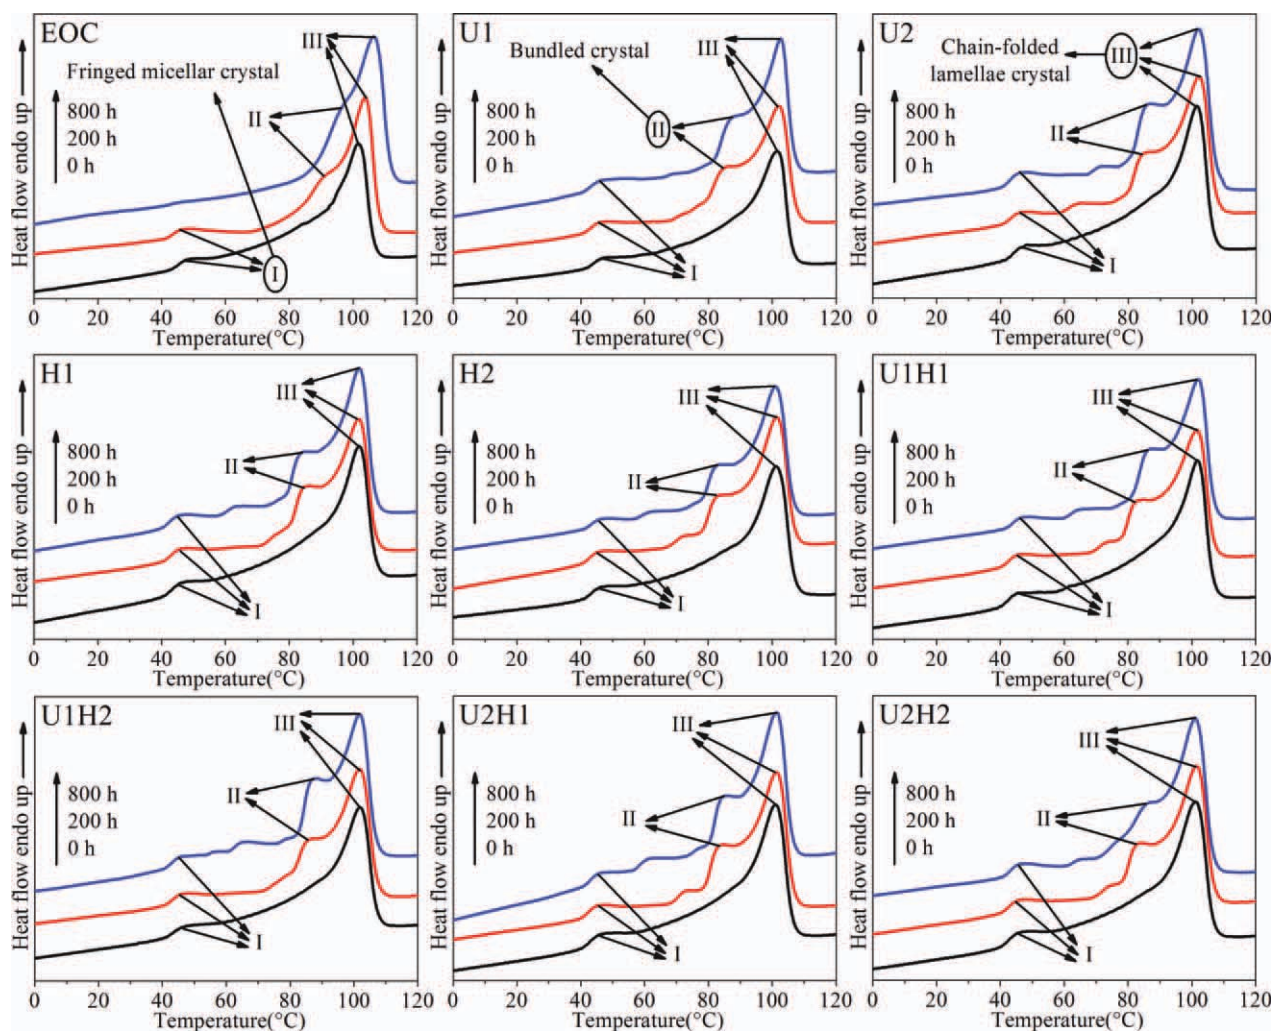 EOC
III
Fringed micellar crystal
800 h
200 h
0 h
II
I
Heat flow endo up
0 20 40 60 80 100 120
Temperature(°C)
U1
Bundled crystal
III
II
I
Heat flow endo up
0 20 40 60 80 100 120
Temperature(°C)
U2
Chain-folded
lamellae crystal
III
800 h
200 h
0 h
II
I
Heat flow endo up
0 20 40 60 80 100 120
Temperature(°C)
H1
III
800 h
200 h
0 h
II
I
Heat flow endo up
0 20 40 60 80 100 120
Temperature(°C)
H2
III
800 h
200 h
0 h
II
I
Heat flow endo up
0 20 40 60 80 100 120
Temperature(°C)
U1H1
III
800 h
200 h
0 h
II
I
Heat flow endo up
0 20 40 60 80 100 120
Temperature(°C)
U1H2
III
800 h
200 h
0 h
II
I
Heat flow endo up
0 20 40 60 80 100 120
Temperature(°C)
U2H1
III
800 h
200 h
0 h
II
I
Heat flow endo up
0 20 40 60 80 100 120
Temperature(°C)
U2H2
III
800 h
200 h
0 h
II
I
Heat flow endo up
0 20 40 60 80 100 120
Temperature(°C)